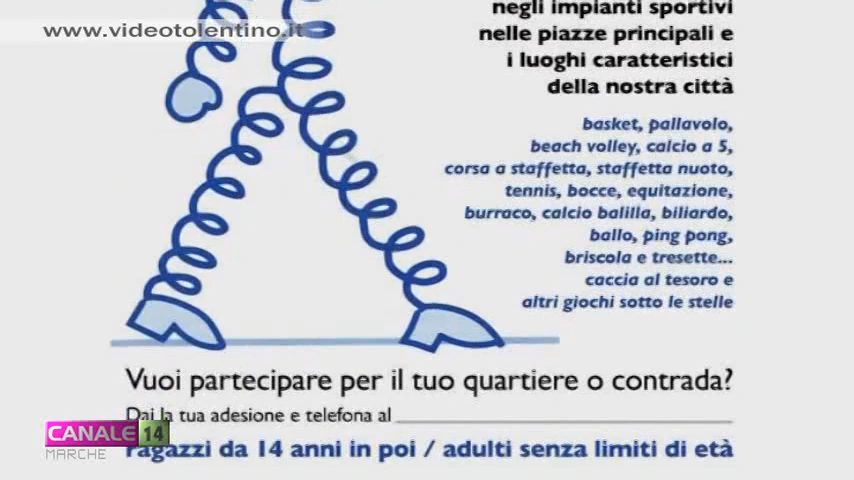 www.videotolentino.it
negli impianti sportivi
nelle piazze principali e
i luoghi caratteristici
della nostra città
basket, pallavolo,
beach volley, calcio a 5,
corsa a staffetta, staffetta nuoto,
tennis, bocce, equitazione,
burraco, calcio balilla, biliardo,
ballo, ping pong,
briscola e tresette...
caccia al tesoro e
altri giochi sotto le stelle
Vuoi partecipare per il tuo quartiere o contrada?
Dai la tua adesione e telefona al
ragazzi da 14 anni in poi / adulti senza limiti di età
CANALE 14
MARCHE